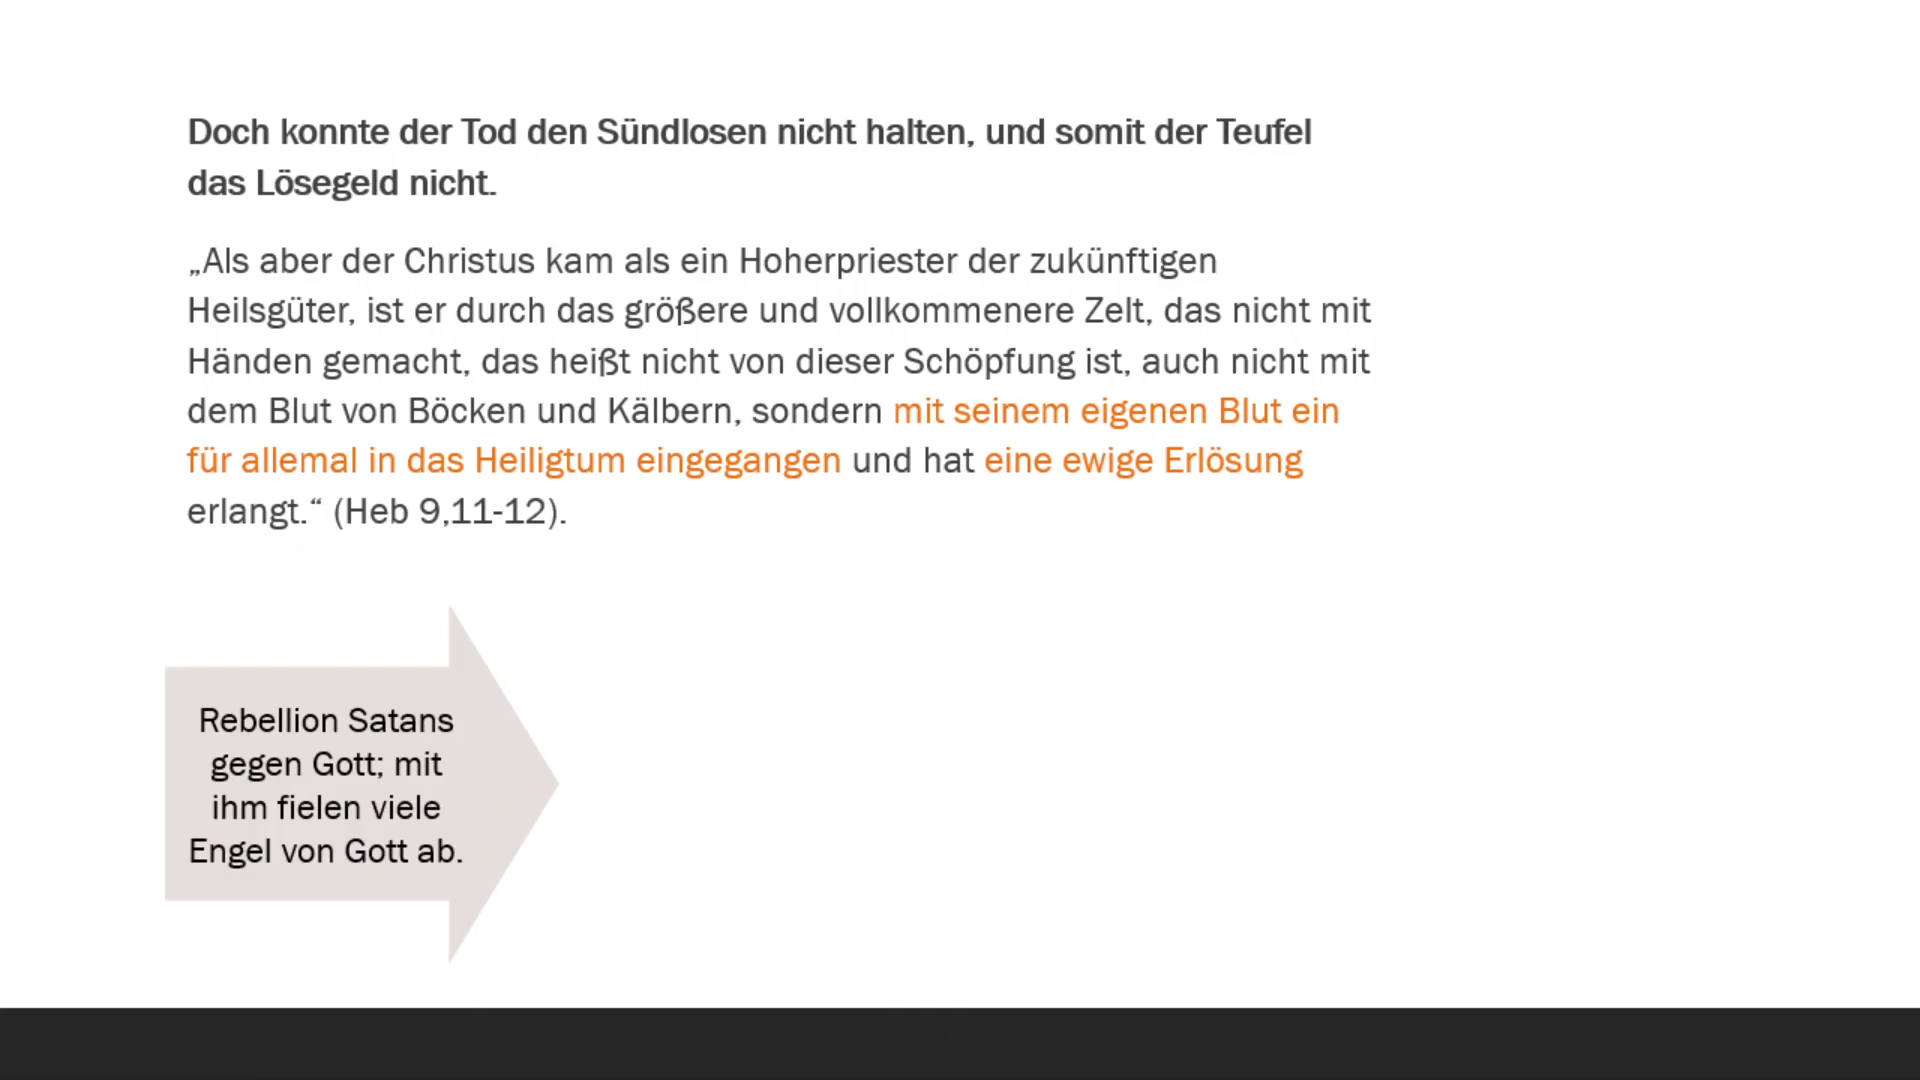 Doch konnte der Tod den Sündlosen nicht halten, und somit der Teufel
das Lösegeld nicht.
„Als aber der Christus kam als ein Hoherpriester der zukünftigen
Heilsgüter, ist er durch das größere und vollkommenere Zelt, das nicht mit
Händen gemacht, das heißt nicht von dieser Schöpfung ist, auch nicht mit
dem Blut von Böcken und Kälbern, sondern mit seinem eigenen Blut ein
für allemal in das Heiligtum eingegangen und hat eine ewige Erlösung
erlangt.“ (Heb 9,11-12).
Rebellion Satans
gegen Gott; mit
ihm fielen viele
Engel von Gott ab.